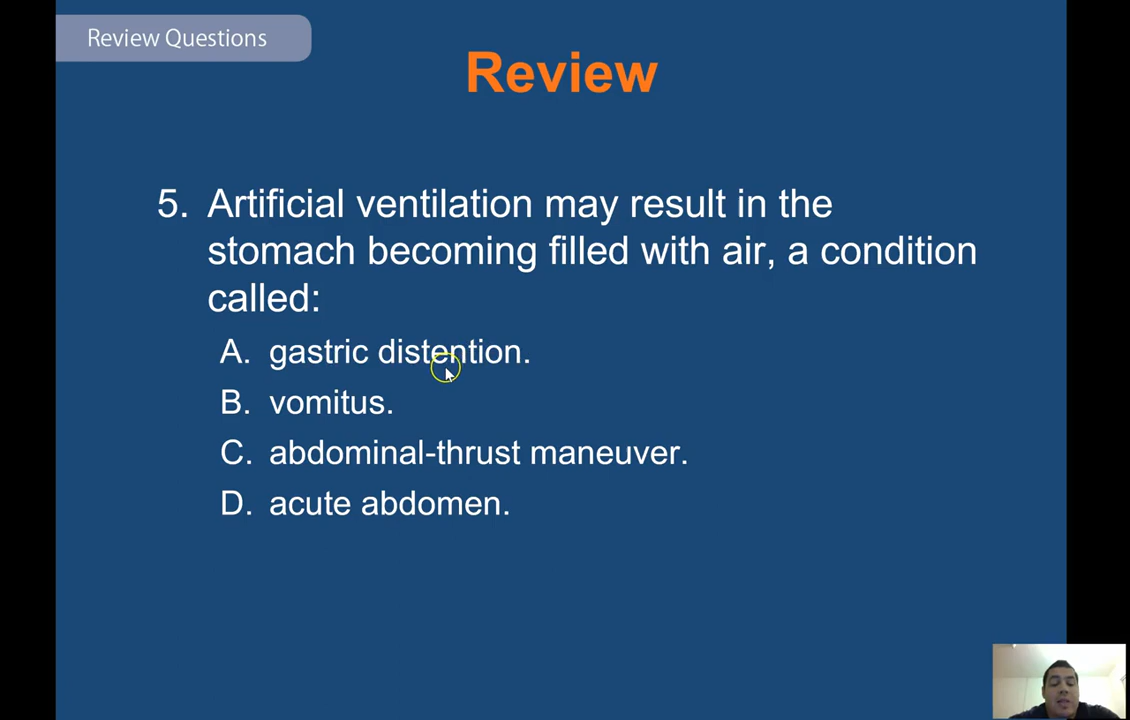 Review Questions
Review
5. Artificial ventilation may result in the
stomach becoming filled with air, a condition
called:
A. gastric distention.
B. vomitus.
C. abdominal-thrust maneuver.
D. acute abdomen.